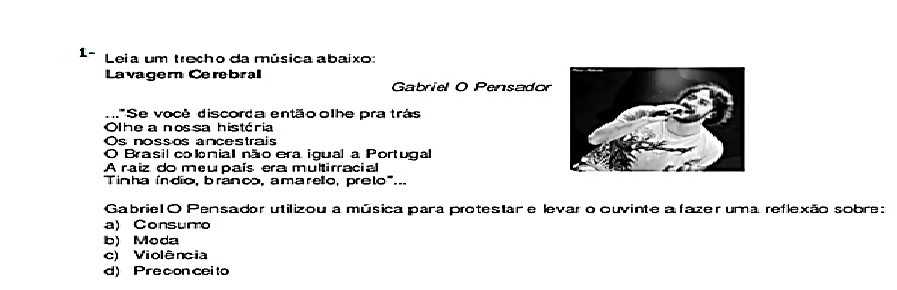 1- Leia um trecho da música abaixo:
Lavagem Cerebral
Gabriel O Pensador
..."Se você discorda então olhe pra trás
Olhe a nossa história
Os nossos ancestrais
O Brasil colonial não era igual a Portugal
A raiz do meu país era multirracial
Tinha índio, branco, amarelo, preto"...
Gabriel O Pensador utilizou a música para protestar e levar o ouvinte a fazer uma reflexão sobre:
a) Consumo
b) Moda
c) Violência
d) Preconceito